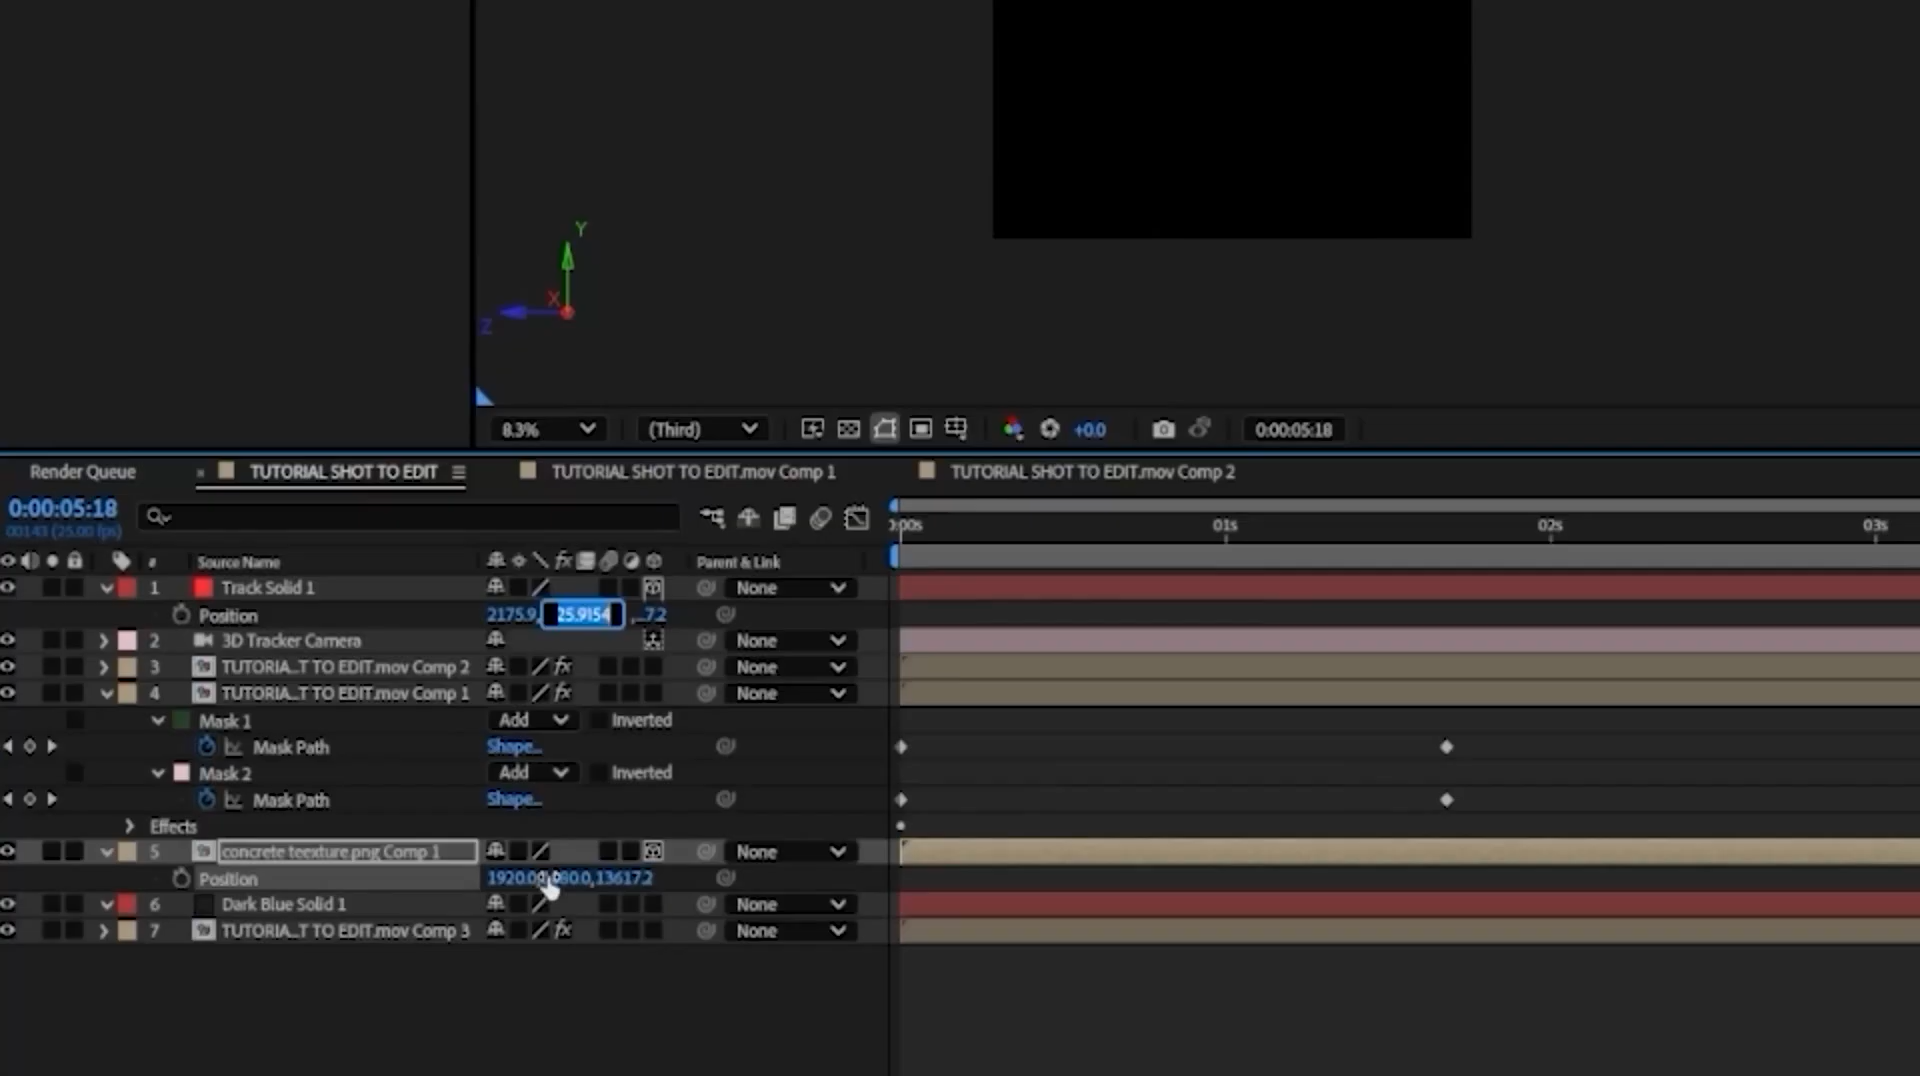 Y
X
Z
8.3% (Third) +0.0 0:00:05:18
Render Queue × TUTORIAL SHOT TO EDIT TUTORIAL SHOT TO EDIT.mov Comp 1 TUTORIAL SHOT TO EDIT.mov Comp 2
0:00:05:18
00143 (25.00 fps)
01s 02s 03s
# Source Name fx Parent & Link
1 Track Solid 1 None
Position 2175.9, 25.9154 ,...7.2
2 3D Tracker Camera None
3 TUTORIA...T TO EDIT.mov Comp 2 fx None
4 TUTORIA...T TO EDIT.mov Comp 1 fx None
Mask 1 Add Inverted
Mask Path Shape...
Mask 2 Add Inverted
Mask Path Shape...
Effects
5 concrete teexture.png Comp 1 None
Position 13617.2
6 Dark Blue Solid 1 None
7 TUTORIA...T TO EDIT.mov Comp 3 fx None